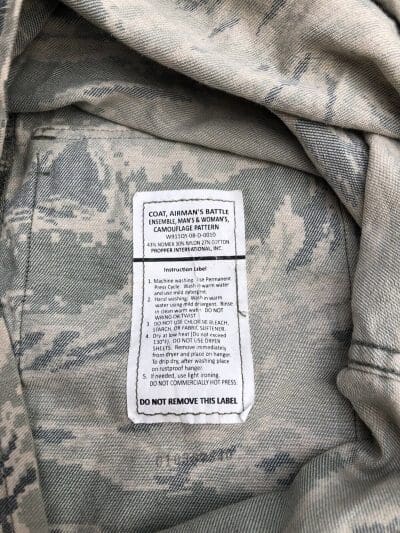 COAT, AIRMAN'S BATTLE
ENSEMBLE, MAN'S & WOMAN'S,
CAMOUFLAGE PATTERN
W911QY-08-D-0010
43% NOMEX 30% NYLON 27% COTTON
PROPPER INTERNATIONAL, INC.
Instruction Label
1. Machine washing. Use Permanent
Press Cycle. Wash in warm water
and use mild detergent.
2. Hand washing. Wash in warm
water using mild detergent. Rinse
in clean warm water. DO NOT
WRING OR TWIST.
3. DO NOT USE CHLORINE BLEACH,
STARCH, OR FABRIC SOFTENER.
4. Dry at low heat (Do not exceed
130°F). DO NOT USE DRYER
SHEETS. Remove immediately
from dryer and place on hanger.
To drip dry, after washing place
on rustproof hanger.
5. If needed, use light ironing.
DO NOT COMMERCIALLY HOT PRESS.
DO NOT REMOVE THIS LABEL